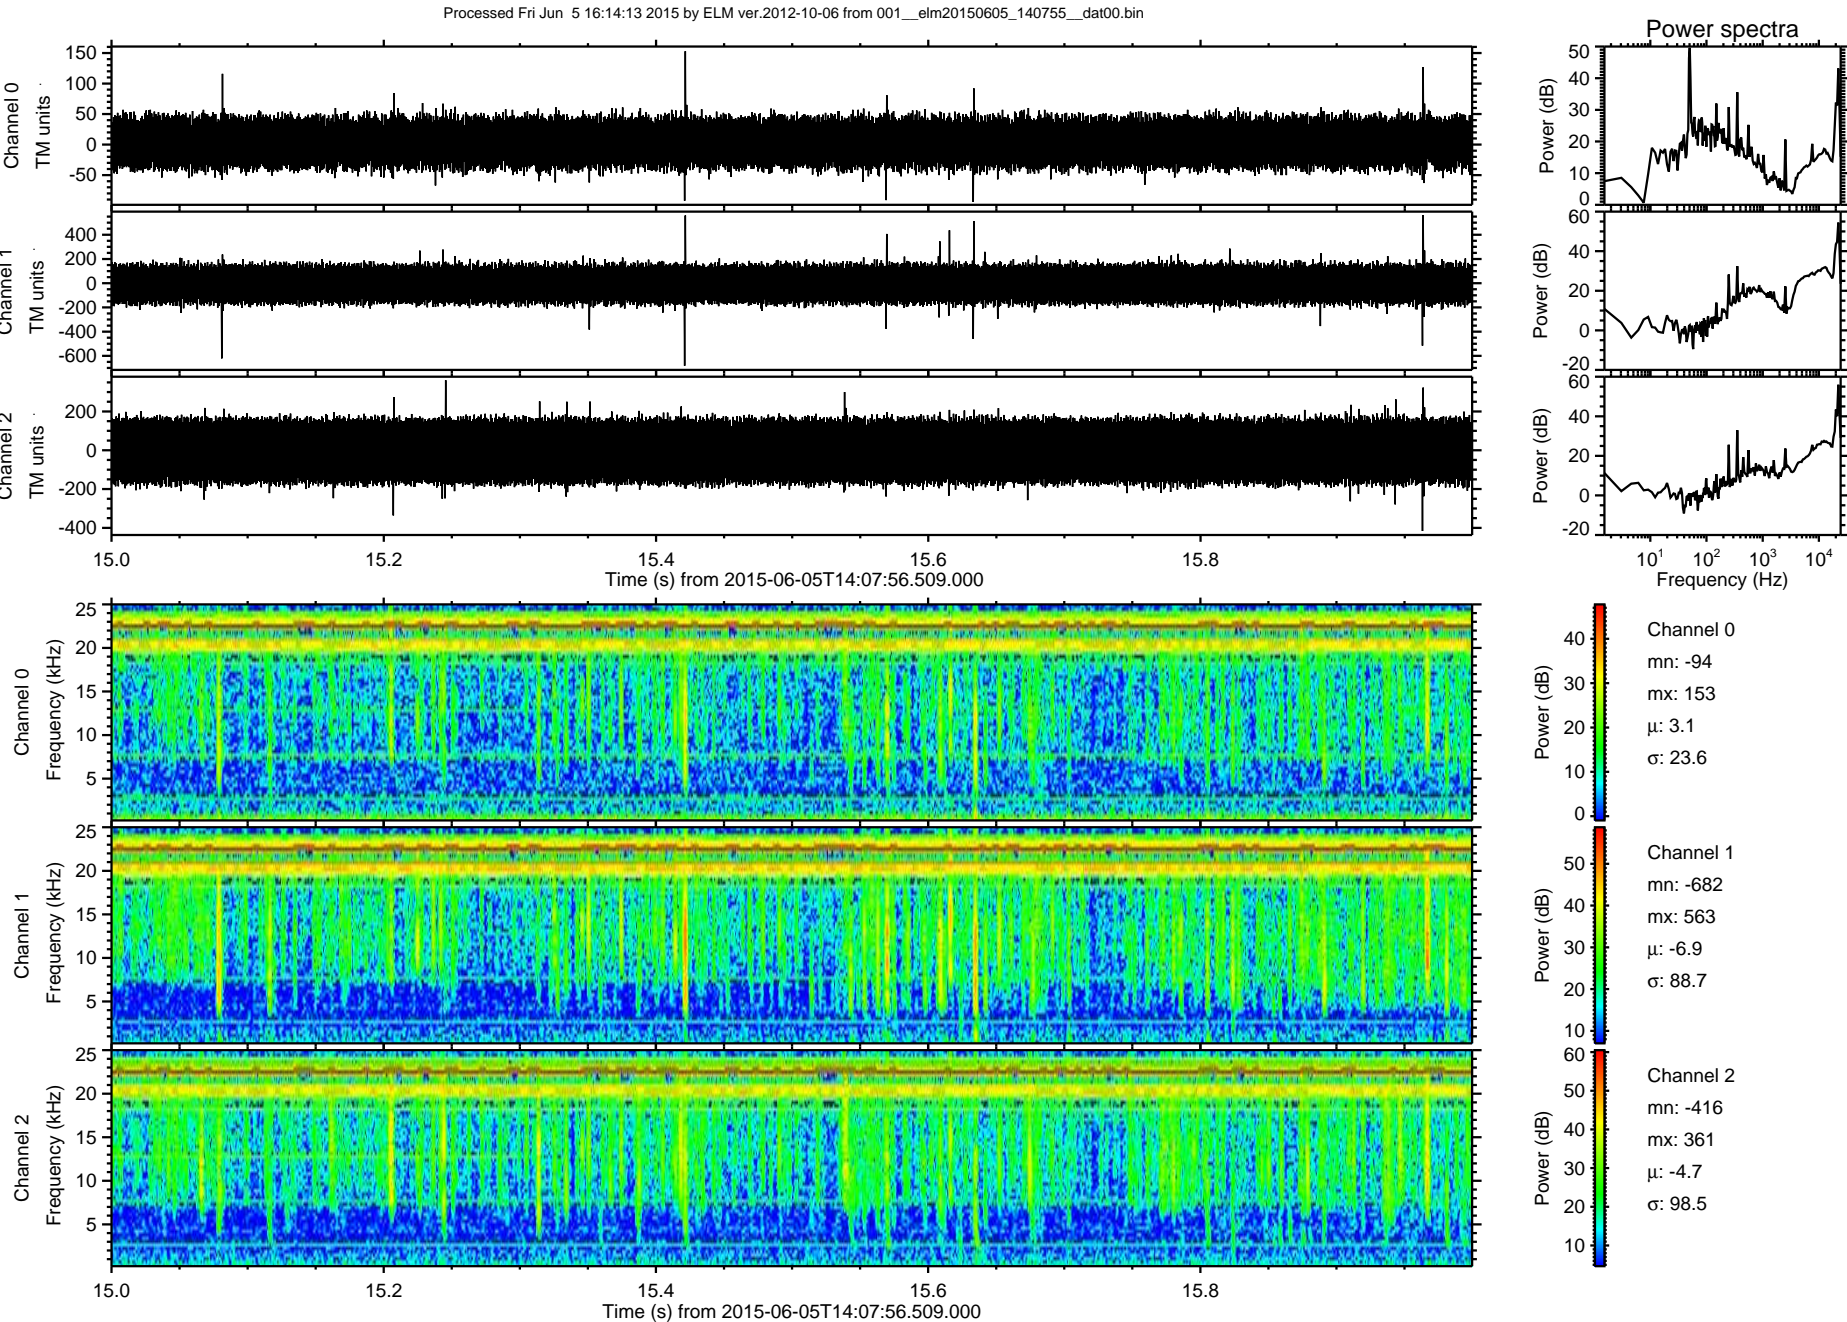 Processed Fri Jun  5 16:14:13 2015 by ELM ver.2012-10-06 from 001__elm20150605_140755__dat00.bin
Power spectra
Channel 0
TM units
150
100
50
0
-50
Power (dB)
50
40
30
20
10
0
Channel 1
TM units
400
200
0
-200
-400
-600
Power (dB)
60
40
20
0
-20
Channel 2
TM units
200
0
-200
-400
Power (dB)
60
40
20
0
-20
15.0 15.2 15.4 15.6 15.8
Time (s) from 2015-06-05T14:07:56.509.000
10^1 10^2 10^3 10^4
Frequency (Hz)
Channel 0
Frequency (kHz)
25
20
15
10
5
Power (dB)
40
30
20
10
0
Channel 0
mn: -94
mx: 153
μ: 3.1
σ: 23.6
Channel 1
Frequency (kHz)
25
20
15
10
5
Power (dB)
50
40
30
20
10
Channel 1
mn: -682
mx: 563
μ: -6.9
σ: 88.7
Channel 2
Frequency (kHz)
25
20
15
10
5
Power (dB)
60
50
40
30
20
10
Channel 2
mn: -416
mx: 361
μ: -4.7
σ: 98.5
15.0 15.2 15.4 15.6 15.8
Time (s) from 2015-06-05T14:07:56.509.000